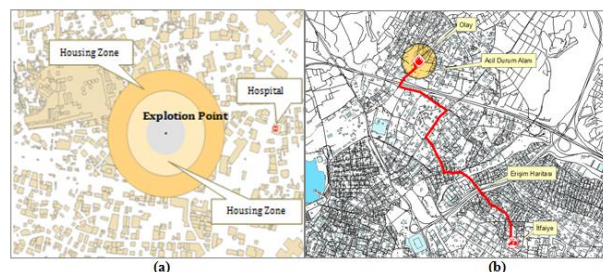 Housing Zone
Hospital
Explotion Point
Housing Zone
(a)
b)
Olay
Acil Durum Alanı
Erişim Haritası
İtfaiye
(b)